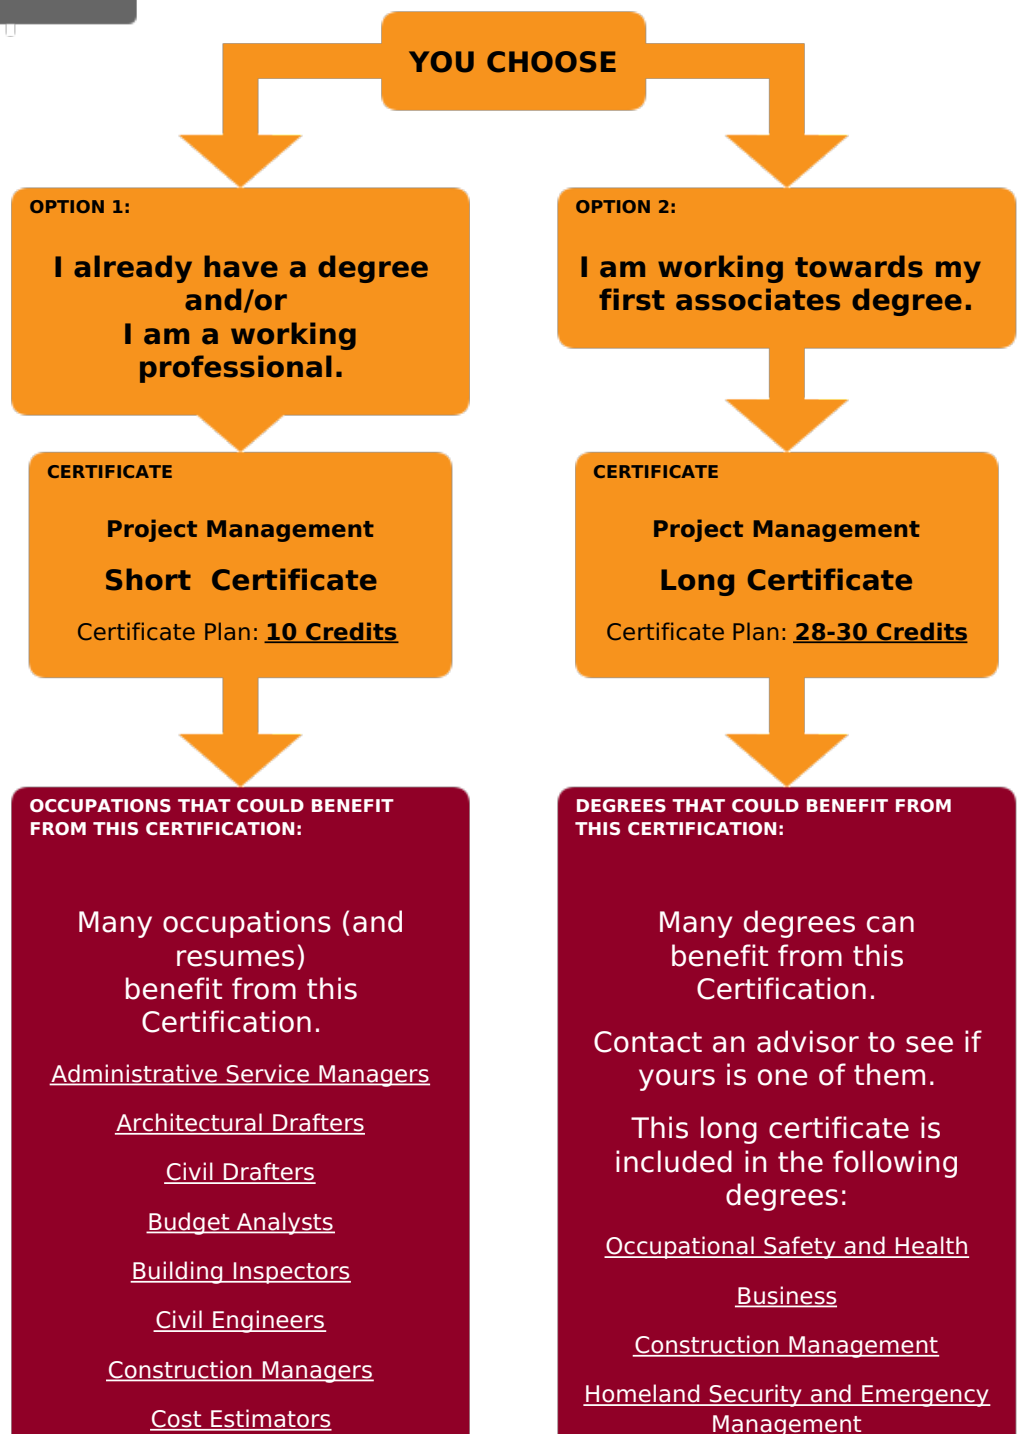 YOU CHOOSE
OPTION 1:
I already have a degree
and/or
I am a working
professional.
CERTIFICATE
Project Management
Short  Certificate
Certificate Plan: 10 Credits
OCCUPATIONS THAT COULD BENEFIT
FROM THIS CERTIFICATION:
Many occupations (and
resumes)
benefit from this
Certification.
Administrative Service Managers
Architectural Drafters
Civil Drafters
Budget Analysts
Building Inspectors
Civil Engineers
Construction Managers
Cost Estimators
OPTION 2:
I am working towards my
first associates degree.
CERTIFICATE
Project Management
Long Certificate
Certificate Plan: 28-30 Credits
DEGREES THAT COULD BENEFIT FROM
THIS CERTIFICATION:
Many degrees can
benefit from this
Certification.
Contact an advisor to see if
yours is one of them.
This long certificate is
included in the following
degrees:
Occupational Safety and Health
Business
Construction Management
Homeland Security and Emergency
Management